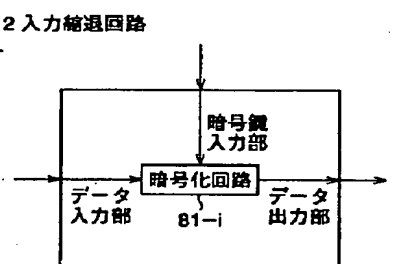 2入力縮退回路
暗号鍵
入力部
暗号化回路
データ
入力部
81-i
データ
出力部